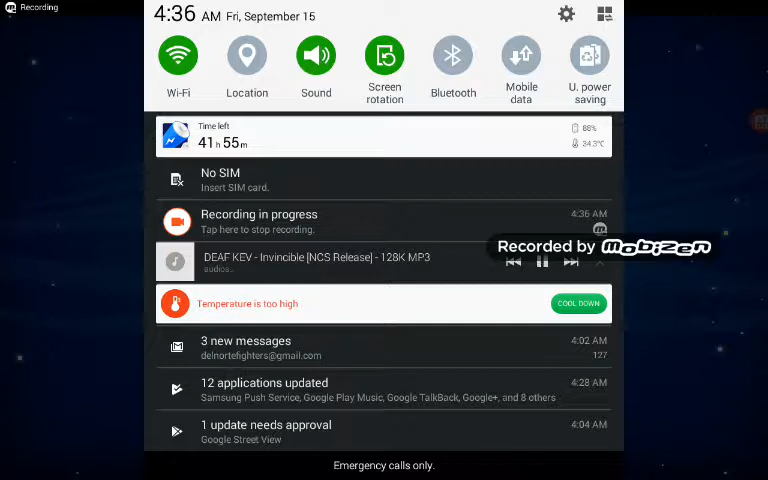 Recording
4:36 AM Fri, September 15
Wi-Fi
Location
Sound
Screen rotation
Bluetooth
Mobile data
U. power saving
Time left
41 h 55 m
88%
34.3℃
No SIM
Insert SIM card.
Recording in progress
4:36 AM
Tap here to stop recording.
Recorded by mobizen
DEAF KEV - Invincible [NCS Release] - 128K MP3
audios..
Temperature is too high
COOL DOWN
3 new messages
4:02 AM
delnortefighters@gmail.com
127
12 applications updated
4:28 AM
Samsung Push Service, Google Play Music, Google TalkBack, Google+, and 8 others
1 update needs approval
4:04 AM
Google Street View
Emergency calls only.